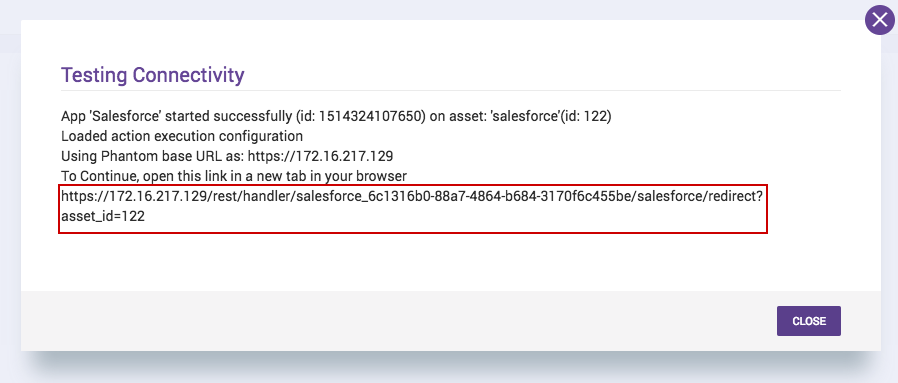 Testing Connectivity
App 'Salesforce' started successfully (id: 1514324107650) on asset: 'salesforce'(id: 122)
Loaded action execution configuration
Using Phantom base URL as: https://172.16.217.129
To Continue, open this link in a new tab in your browser
https://172.16.217.129/rest/handler/salesforce_6c1316b0-88a7-4864-b684-3170f6c455be/salesforce/redirect?
asset_id=122
CLOSE